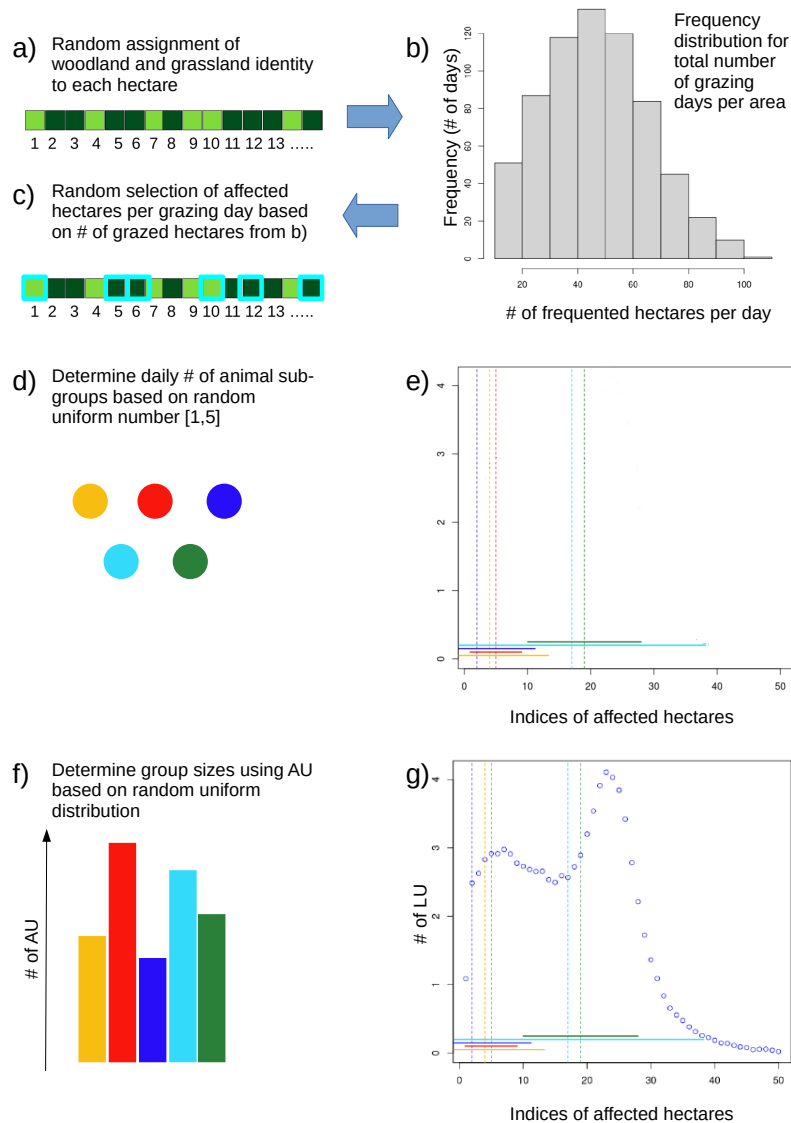 a) Random assignment of
woodland and grassland identity
to each hectare
1 2 3 4 5 6 7 8 9 10 11 12 13 …..
b)
Frequency
distribution for
total number
of grazing
days per area
Frequency (# of days)
0 20 40 60 80 100 120
20 40 60 80 100
# of frequented hectares per day
c) Random selection of affected
hectares per grazing day based
on # of grazed hectares from b)
1 2 3 4 5 6 7 8 9 10 11 12 13 …..
d) Determine daily # of animal sub-
groups based on random
uniform number [1,5]
e)
0 1 2 3 4
0 10 20 30 40 50
Indices of affected hectares
f) Determine group sizes using AU
based on random uniform
distribution
# of AU
g)
# of LU
0 1 2 3 4
0 10 20 30 40 50
Indices of affected hectares